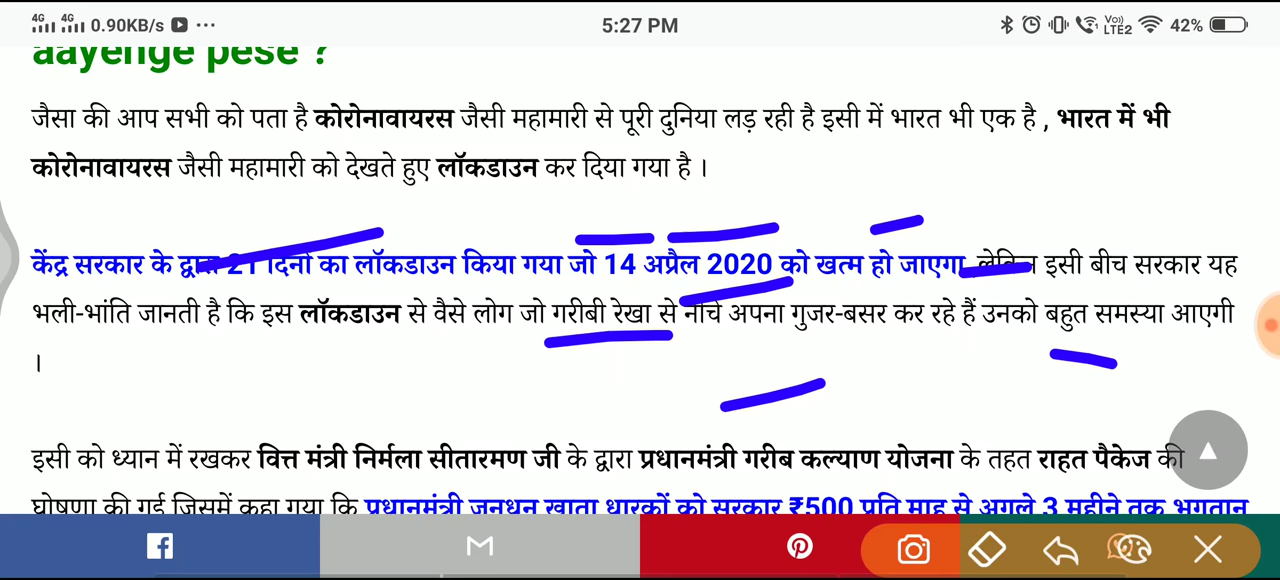 4G 4G 0.90KB/s ... 5:27 PM Vo)) LTE2 42%
aayenge pese ?
जैसा की आप सभी को पता है कोरोनावायरस जैसी महामारी से पूरी दुनिया लड़ रही है इसी में भारत भी एक है , भारत में भी
कोरोनावायरस जैसी महामारी को देखते हुए लॉकडाउन कर दिया गया है ।
केंद्र सरकार के द्वारा 21 दिनों का लॉकडाउन किया गया जो 14 अप्रैल 2020 को खत्म हो जाएगा ,लेकिन इसी बीच सरकार यह
भली-भांति जानती है कि इस लॉकडाउन से वैसे लोग जो गरीबी रेखा से नीचे अपना गुजर-बसर कर रहे हैं उनको बहुत समस्या आएगी
।
इसी को ध्यान में रखकर वित्त मंत्री निर्मला सीतारमण जी के द्वारा प्रधानमंत्री गरीब कल्याण योजना के तहत राहत पैकेज की
घोषणा की गई जिसमें कहा गया कि प्रधानमंत्री जनधन खाता धारकों को सरकार ₹500 प्रति माह से अगले 3 महीने तक भुगतान